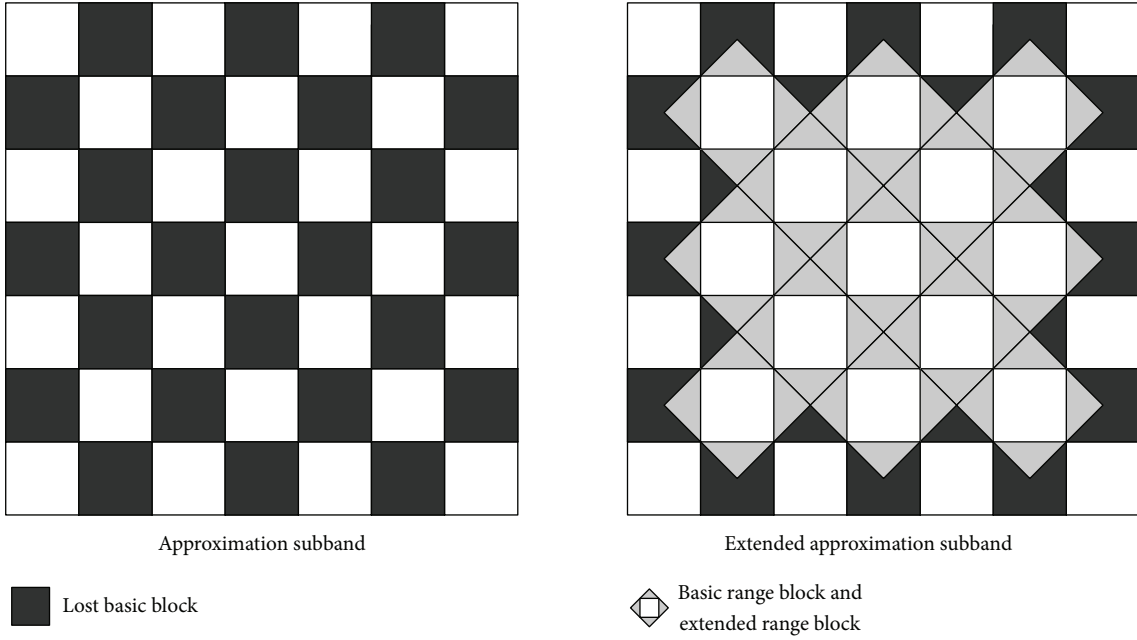 Approximation subband
Extended approximation subband
Lost basic block
Basic range block and
extended range block